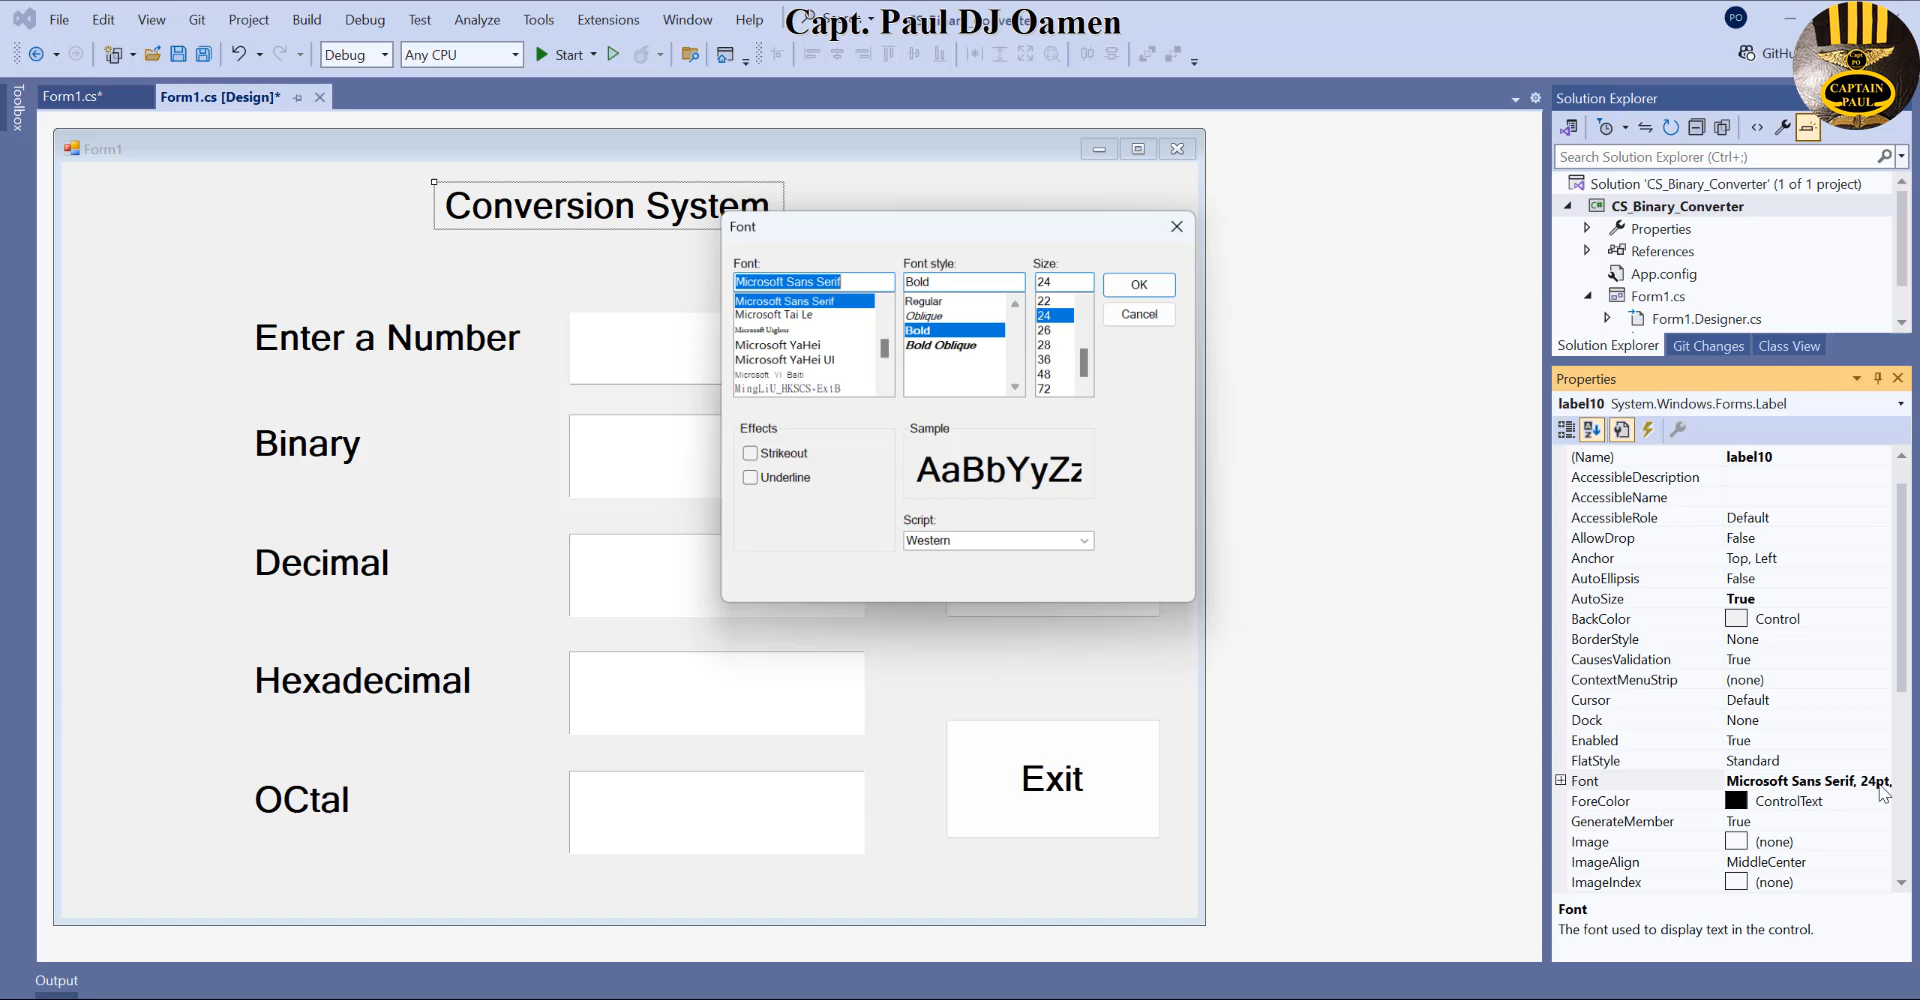 File Edit View Git Project Build Debug Test Analyze Tools Extensions Window Help
Capt. Paul DJ Oamen
PO
Debug Any CPU Start
GitHu
CAPTAIN
PAUL
Toolbox
Form1.cs* Form1.cs [Design]*
Form1
Conversion System
Enter a Number
Binary
Decimal
Hexadecimal
OCtal
Exit
Font
Font: Font style: Size:
Microsoft Sans Serif Bold 24
OK
Cancel
Microsoft Sans Serif
Microsoft Tai Le
Microsoft Uighur
Microsoft YaHei
Microsoft YaHei UI
Microsoft Yi Baiti
MingLiU_HKSCS-ExtB
Regular
Oblique
Bold
Bold Oblique
22
24
26
28
36
48
72
Effects
Strikeout
Underline
Sample
AaBbYyZz
Script:
Western
Solution Explorer
Search Solution Explorer (Ctrl+;)
Solution 'CS_Binary_Converter' (1 of 1 project)
CS_Binary_Converter
Properties
References
App.config
Form1.cs
Form1.Designer.cs
Solution Explorer Git Changes Class View
Properties
label10 System.Windows.Forms.Label
(Name) label10
AccessibleDescription
AccessibleName
AccessibleRole Default
AllowDrop False
Anchor Top, Left
AutoEllipsis False
AutoSize True
BackColor Control
BorderStyle None
CausesValidation True
ContextMenuStrip (none)
Cursor Default
Dock None
Enabled True
FlatStyle Standard
Font Microsoft Sans Serif, 24pt,
ForeColor ControlText
GenerateMember True
Image (none)
ImageAlign MiddleCenter
ImageIndex (none)
Font
The font used to display text in the control.
Output